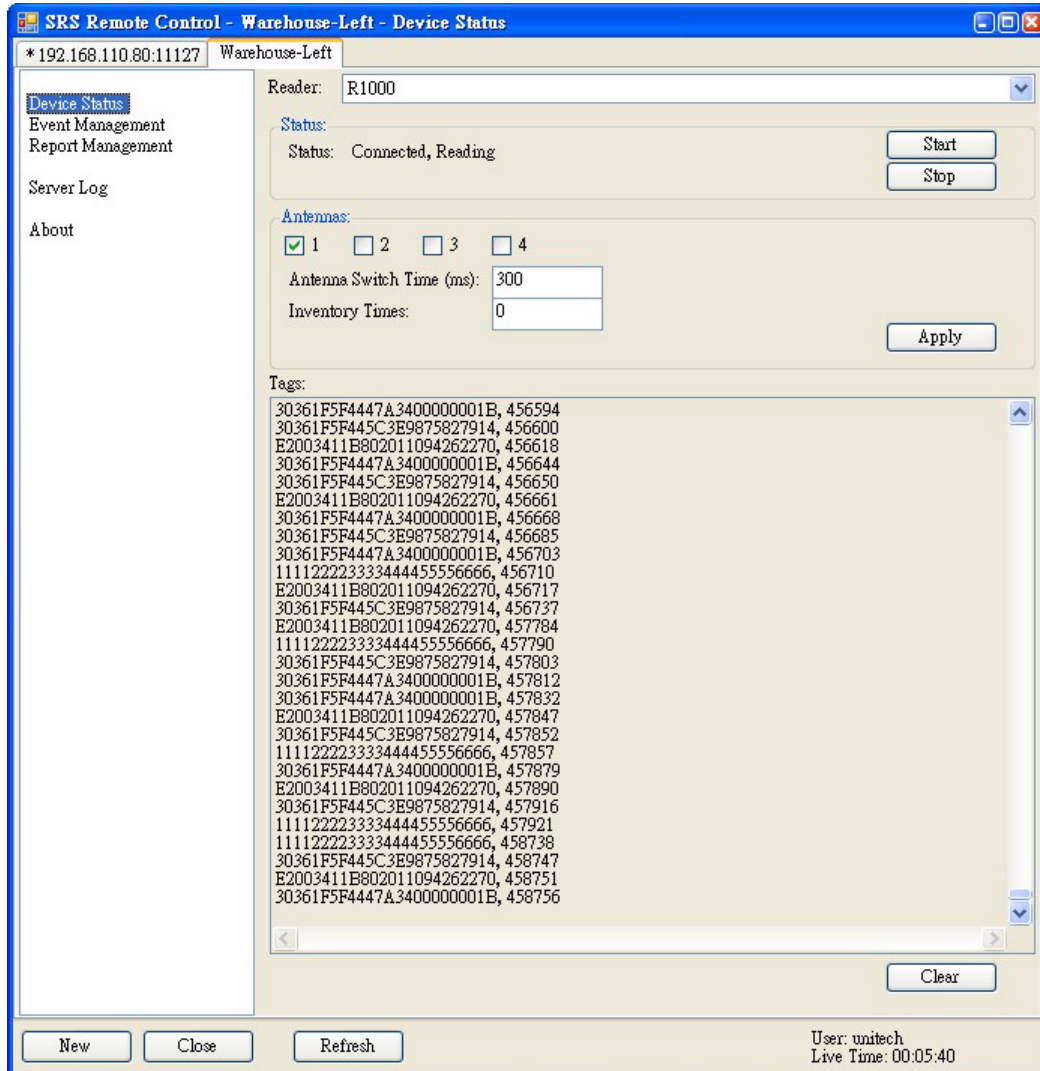 SRS Remote Control - Warehouse-Left - Device Status
* 192.168.110.80:11127 Warehouse-Left
Device Status
Event Management
Report Management
Server Log
About
Reader: R1000
Status:
Status: Connected, Reading
Start
Stop
Antennas:
1 2 3 4
Antenna Switch Time (ms): 300
Inventory Times: 0
Apply
Tags:
30361F5F4447A3400000001B, 456594
30361F5F445C3E9875827914, 456600
E2003411B802011094262270, 456618
30361F5F4447A3400000001B, 456644
30361F5F445C3E9875827914, 456650
E2003411B802011094262270, 456661
30361F5F4447A3400000001B, 456668
30361F5F445C3E9875827914, 456685
30361F5F4447A3400000001B, 456703
111122223333444455556666, 456710
E2003411B802011094262270, 456717
30361F5F445C3E9875827914, 456737
E2003411B802011094262270, 457784
111122223333444455556666, 457790
30361F5F445C3E9875827914, 457803
30361F5F4447A3400000001B, 457812
30361F5F4447A3400000001B, 457832
E2003411B802011094262270, 457847
30361F5F445C3E9875827914, 457852
111122223333444455556666, 457857
30361F5F4447A3400000001B, 457879
E2003411B802011094262270, 457890
30361F5F445C3E9875827914, 457916
111122223333444455556666, 457921
111122223333444455556666, 458738
30361F5F445C3E9875827914, 458747
E2003411B802011094262270, 458751
30361F5F4447A3400000001B, 458756
Clear
New Close Refresh
User: unitech
Live Time: 00:05:40